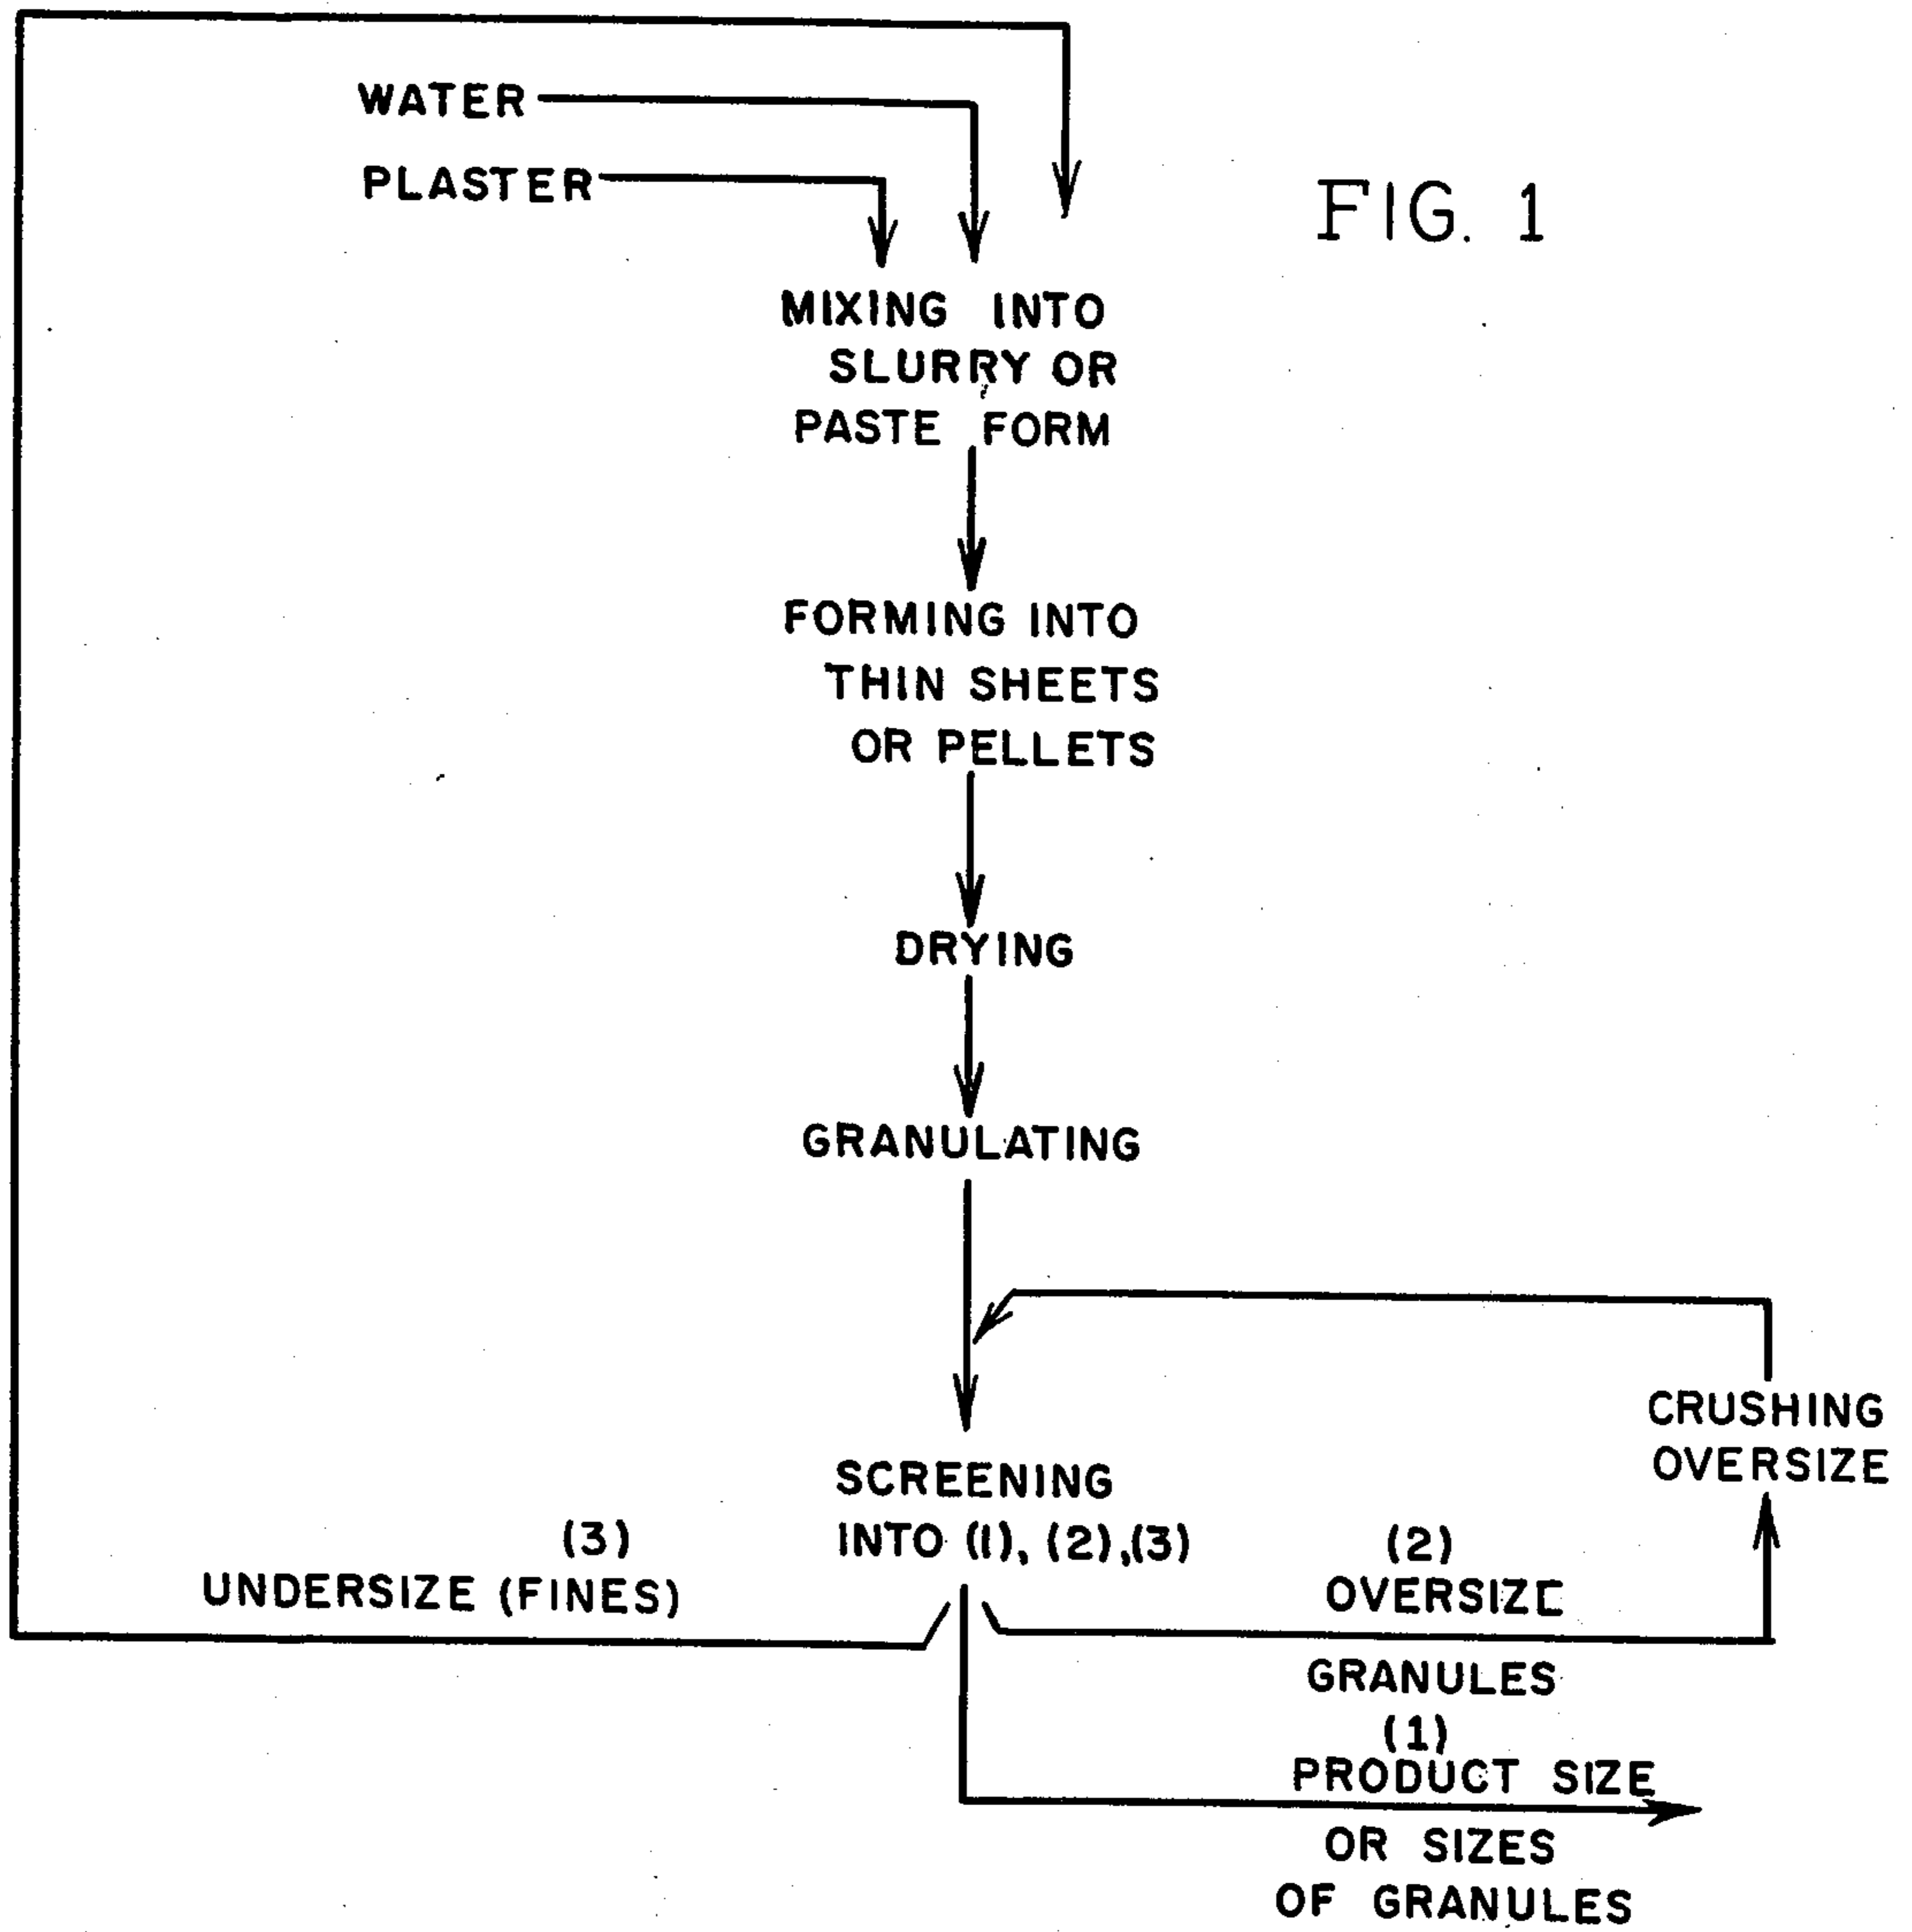 WATER
PLASTER
FIG. 1
MIXING INTO
SLURRY OR
PASTE FORM
FORMING INTO
THIN SHEETS
OR PELLETS
DRYING
GRANULATING
CRUSHING
OVERSIZE
SCREENING
INTO (1), (2),(3)
(3)
UNDERSIZE (FINES)
(2)
OVERSIZE
GRANULES
(1)
PRODUCT SIZE
OR SIZES
OF GRANULES